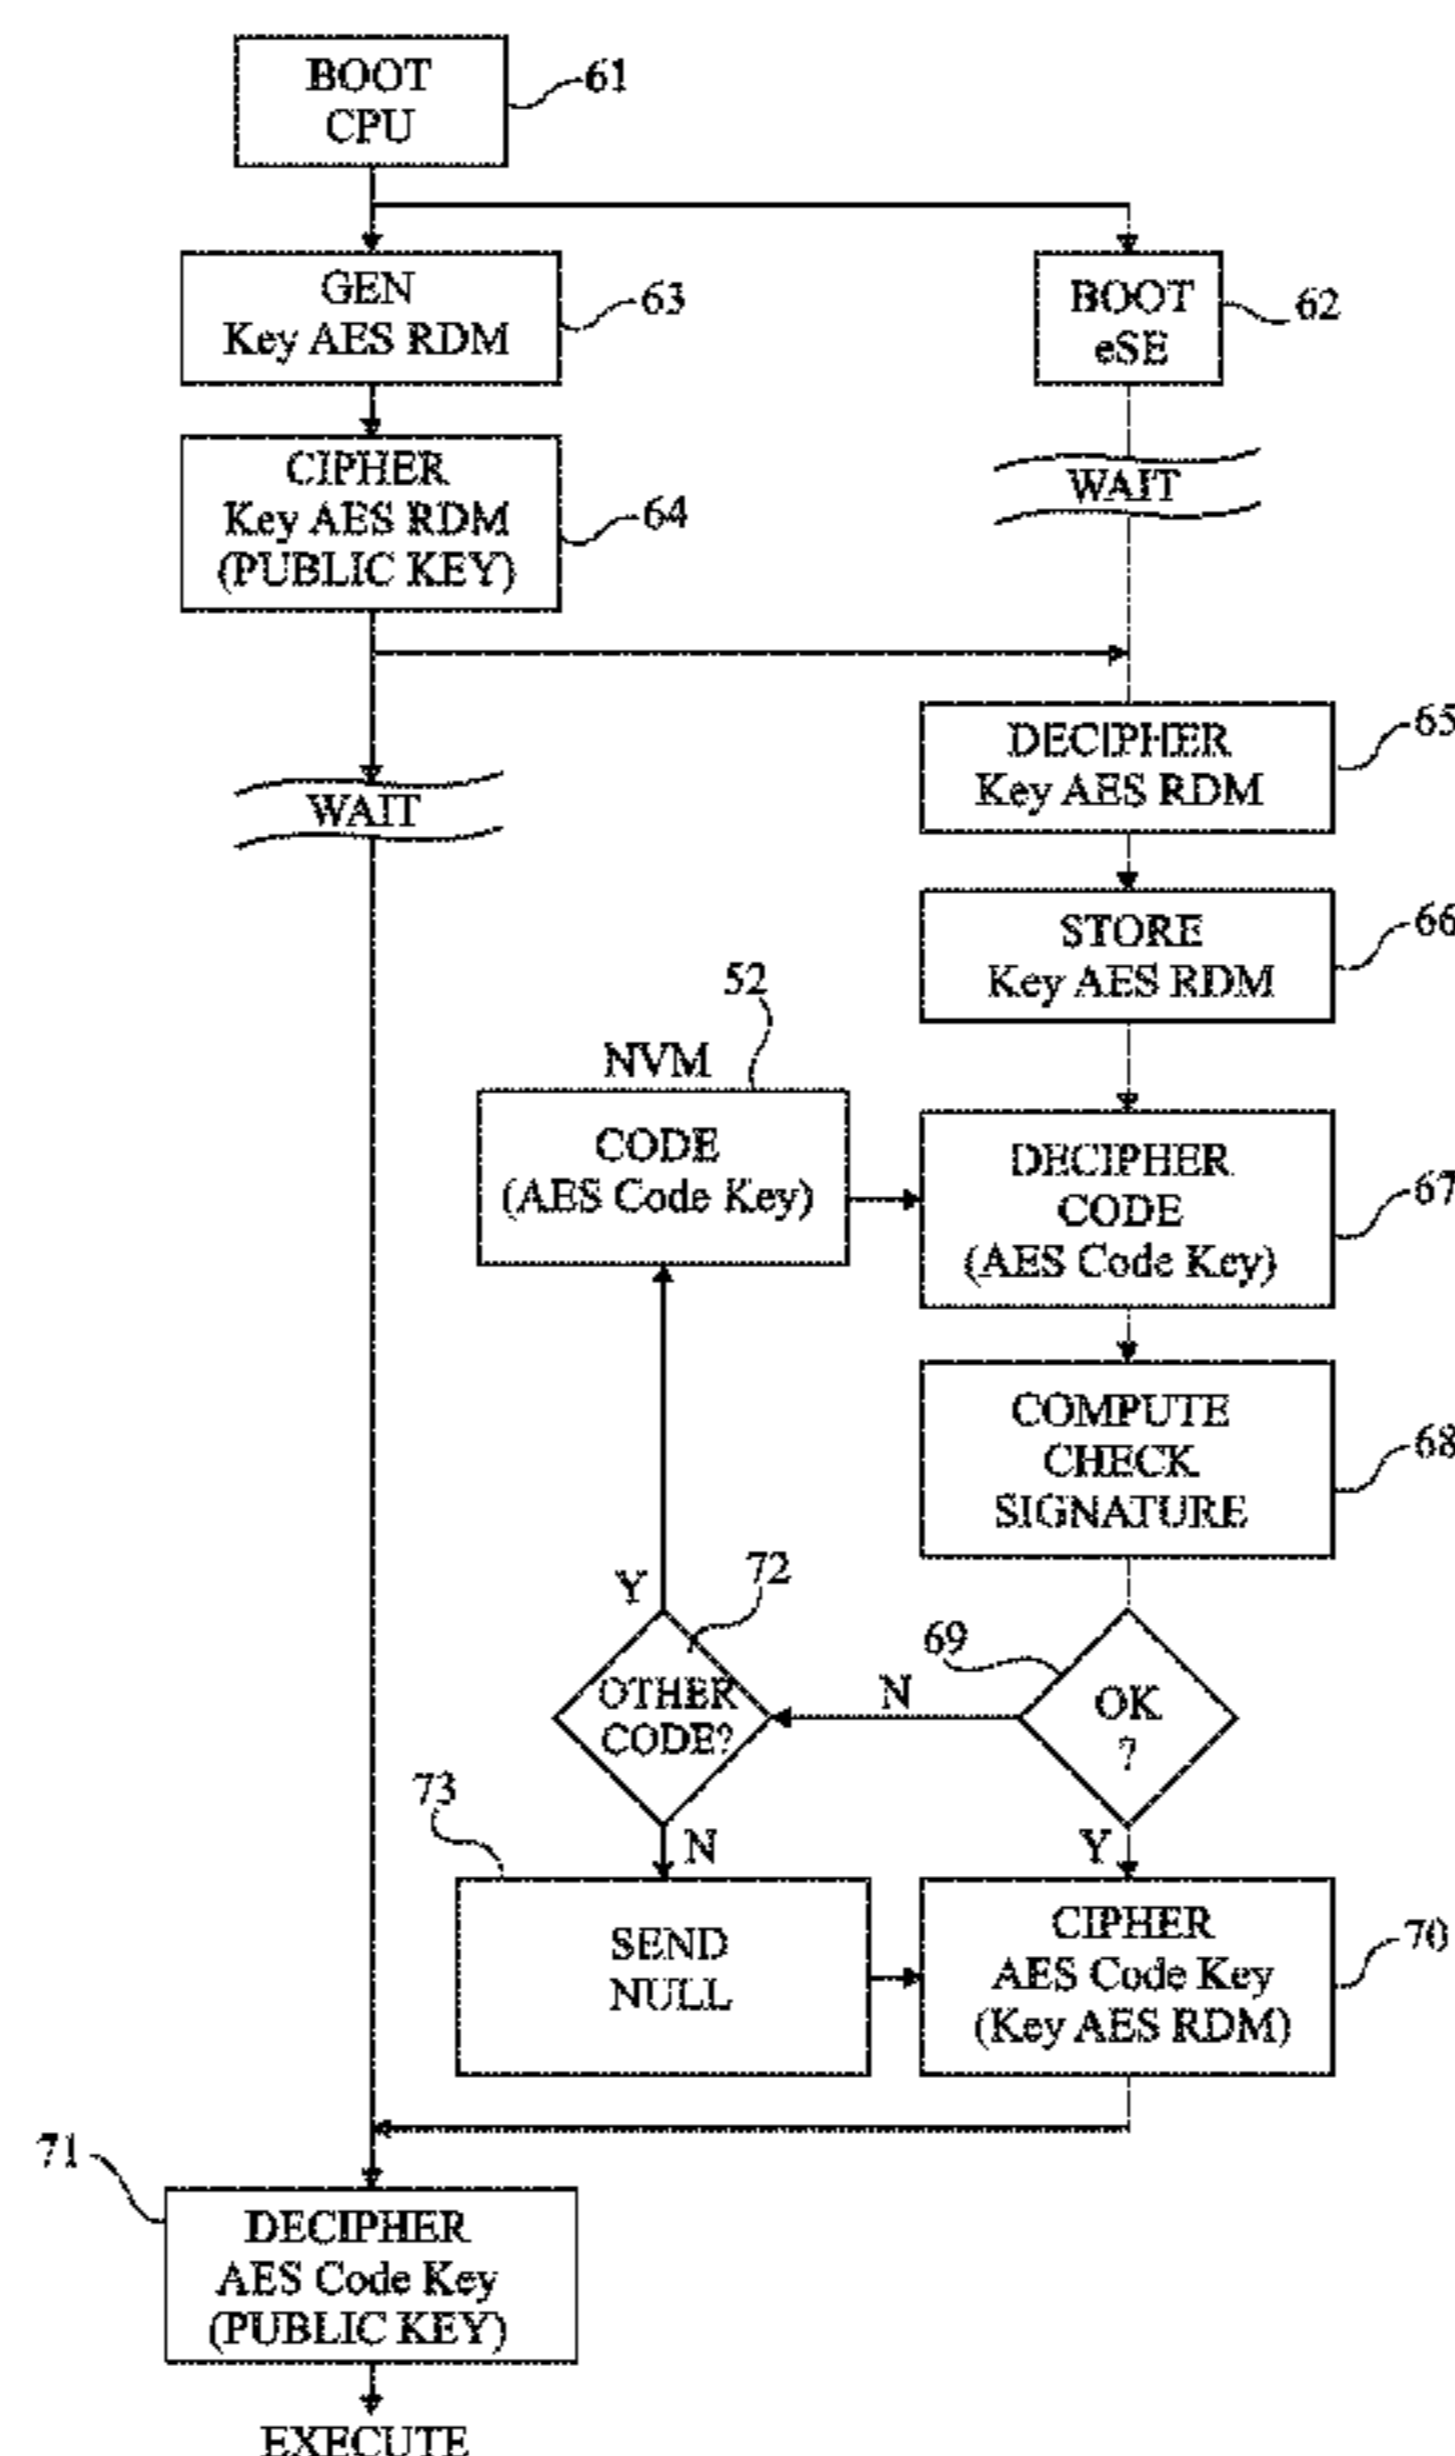 BOOT
CPU
61
GEN
Key AES RDM
63
BOOT
eSE
62
CIPHER
Key AES RDM
(PUBLIC KEY)
64
WAIT
DECIPHER
Key AES RDM
65
WAIT
STORE
Key AES RDM
66
52
NVM
CODE
(AES Code Key)
DECIPHER
CODE
(AES Code Key)
67
COMPUTE
CHECK
SIGNATURE
68
Y
72
OTHER
CODE?
69
N
OK
?
73
N
Y
SEND
NULL
CIPHER
AES Code Key
(Key AES RDM)
70
71
DECIPHER
AES Code Key
(PUBLIC KEY)
EXECUTE